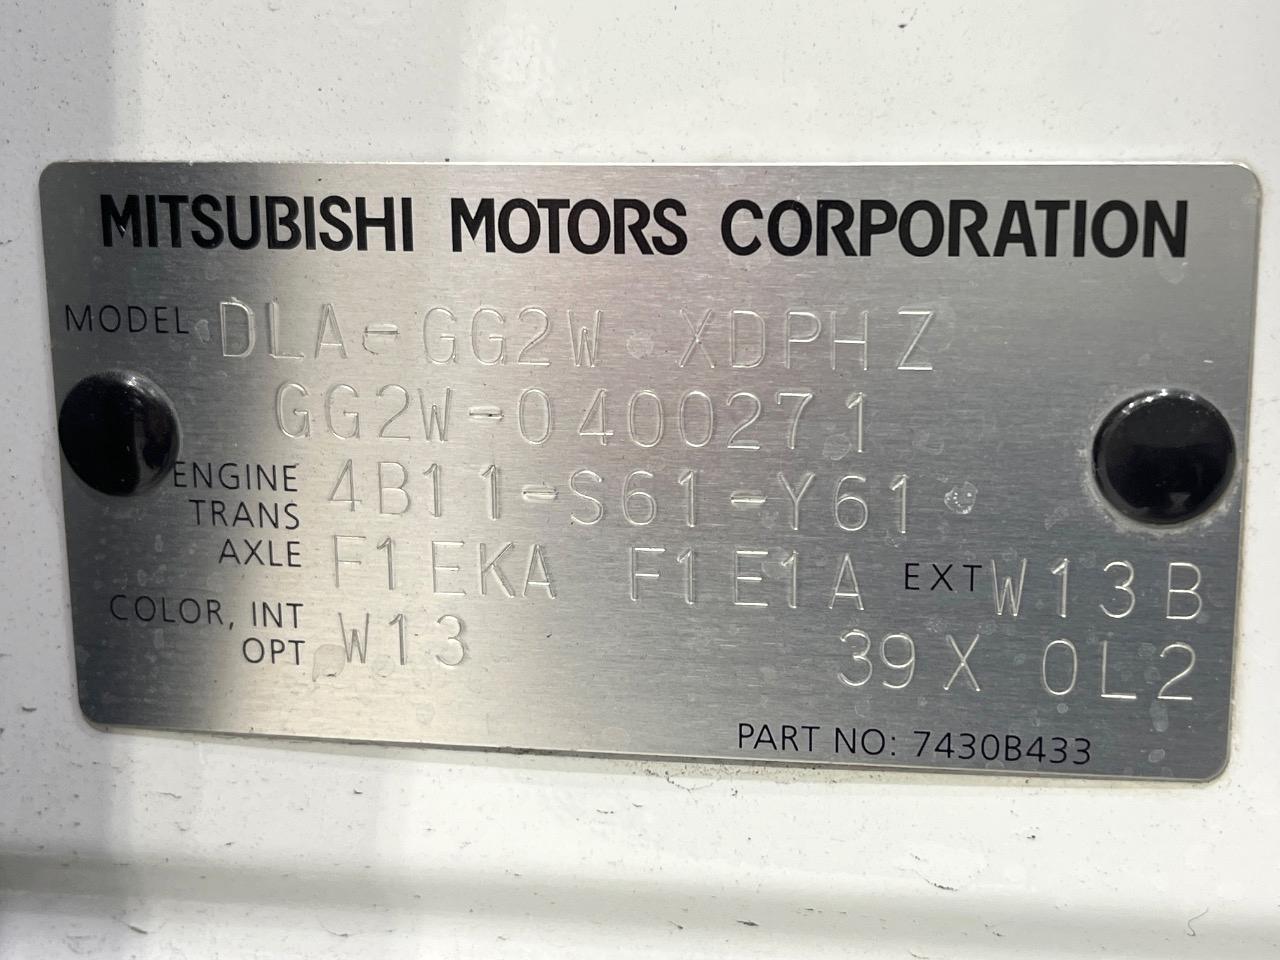 MITSUBISHI MOTORS CORPORATION
MODEL DLA-GG2W XDPHZ
GG2W-0400271
ENGINE 4B11-S61-Y61
TRANS
AXLE F1EKA F1E1A EXT W13B
COLOR, INT W13
OPT 39X 0L2
PART NO: 7430B433